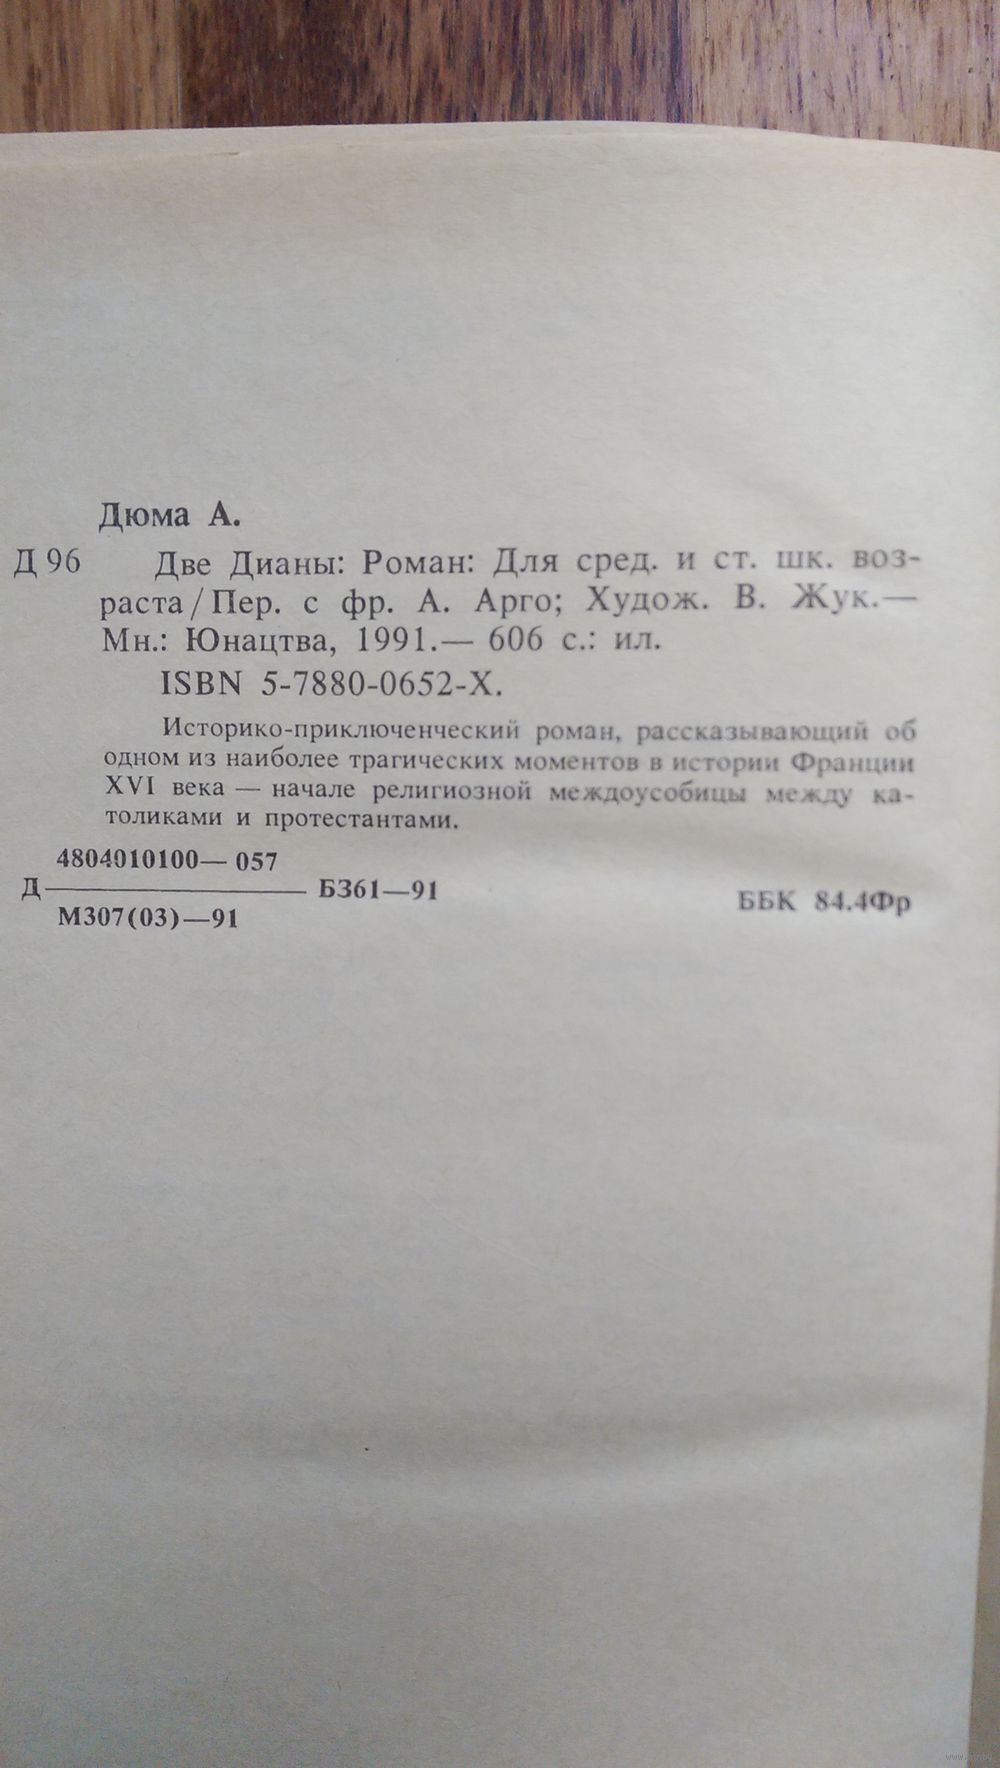 Дюма А.
Д 96 Две Дианы: Роман: Для сред. и ст. шк. воз-
раста / Пер. с фр. А. Арго; Худож. В. Жук.—
Мн.: Юнацтва, 1991.— 606 с.: ил.
ISBN 5-7880-0652-X.
Историко-приключенческий роман, рассказывающий об
одном из наиболее трагических моментов в истории Франции
XVI века — начале религиозной междоусобицы между ка-
толиками и протестантами.
4804010100— 057
Д ——— БЗ61—91
М307(03)—91
ББК 84.4Фр